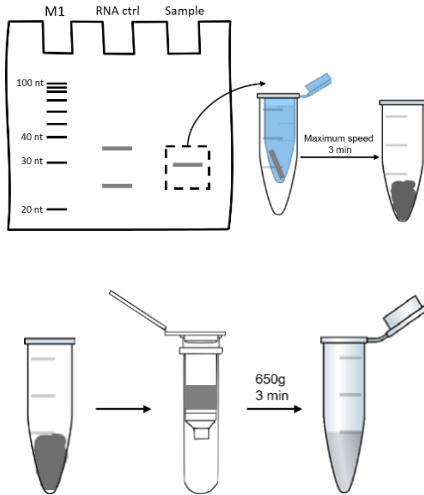 M1
RNA ctrl
Sample
100 nt
40 nt
30 nt
20 nt
Maximum speed
3 min
650g
3 min